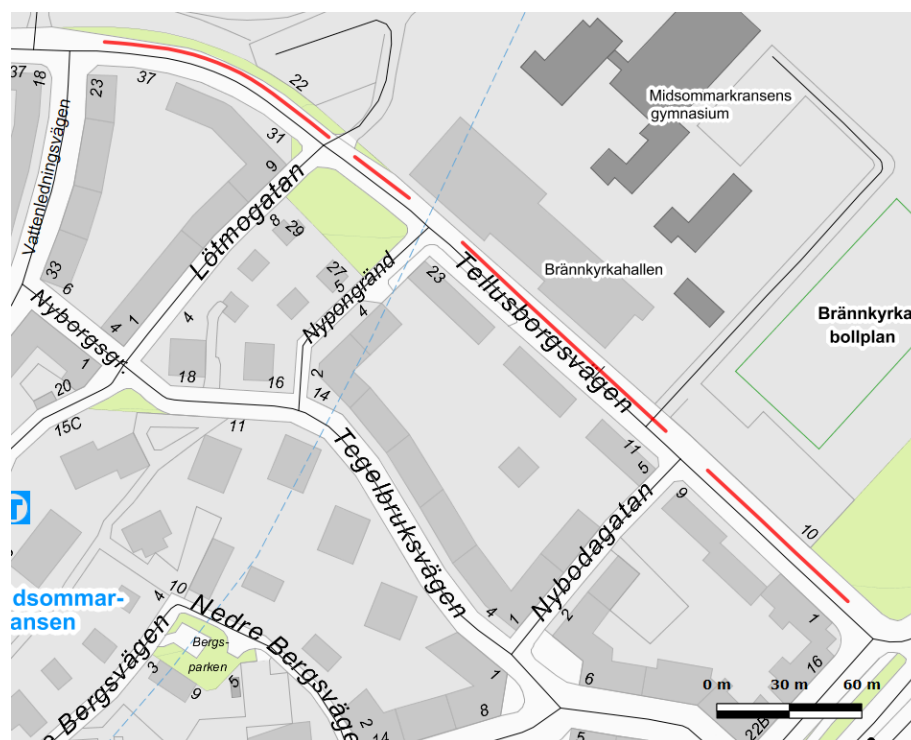 37
18
23
37
22
31
9
Midsommarkransens
gymnasium
Vattenledningsvägen
Lötmogatan
8
29
27
5
Nypongränd
4
23
Tellusborgsvägen
Brännkyrkahallen
Brännkyrka
bollplan
33
6
Nyborgsgr.
4
1
4
1
20
18
16
2
14
15C
11
Tegelbruksvägen
11
5
9
10
Nybodagatan
T
dsommar-
ansen
4
10
Nedre Bergsvägen
Bergs-
parken
e Bergsvägen
3
9
5
4
1
2
1
16
6
1
8
2
14
5
22B
0 m
30 m
60 m